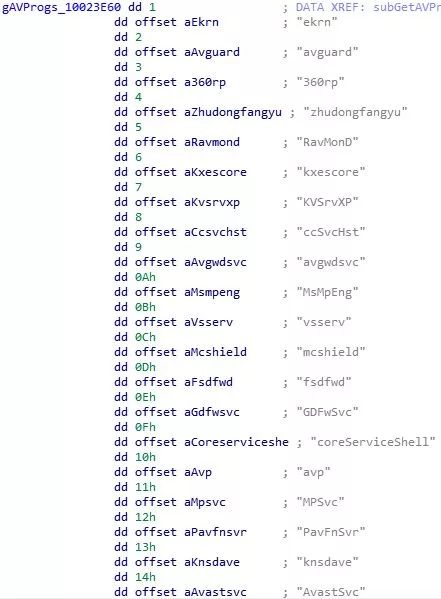 gAVProgs_10023E60 dd 1 ; DATA XREF: subGetAVPr
dd offset aEkrn ; "ekrn"
dd 2
dd offset aAvguard ; "avguard"
dd 3
dd offset a360rp ; "360rp"
dd 4
dd offset aZhudongfangyu ; "zhudongfangyu"
dd 5
dd offset aRavmond ; "RavMonD"
dd 6
dd offset aKxescore ; "kxescore"
dd 7
dd offset aKvsrvxp ; "KVSrvXP"
dd 8
dd offset aCcsvchst ; "ccSvcHst"
dd 9
dd offset aAvgwdsvc ; "avgwdsvc"
dd 0Ah
dd offset aMsmpeng ; "MsMpEng"
dd 0Bh
dd offset aVsserv ; "vsserv"
dd 0Ch
dd offset aMcshield ; "mcshield"
dd 0Dh
dd offset aFsdfwd ; "fsdfwd"
dd 0Eh
dd offset aGdfwsvc ; "GDFwSvc"
dd 0Fh
dd offset aCoreserviceshe ; "coreServiceShell"
dd 10h
dd offset aAvp ; "avp"
dd 11h
dd offset aMpsvc ; "MPSvc"
dd 12h
dd offset aPavfnsvr ; "PavFnSvr"
dd 13h
dd offset aKnsdave ; "knsdave"
dd 14h
dd offset aAvastsvc ; "AvastSvc"